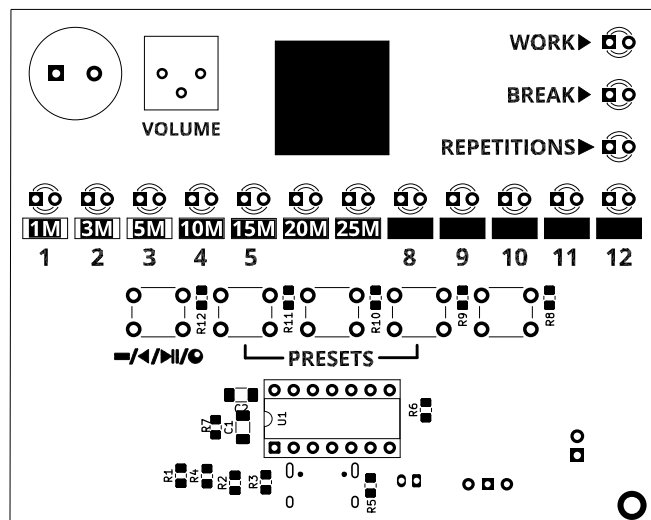 WORK
BREAK
VOLUME
REPETITIONS
1M 3M 5M 10M 15M 20M 25M
1 2 3 4 5 8 9 10 11 12
R12 R11 R10 R9 R8
PRESETS
C2
R6
U1
R7
C1
R1 R4 R2 R3 R5